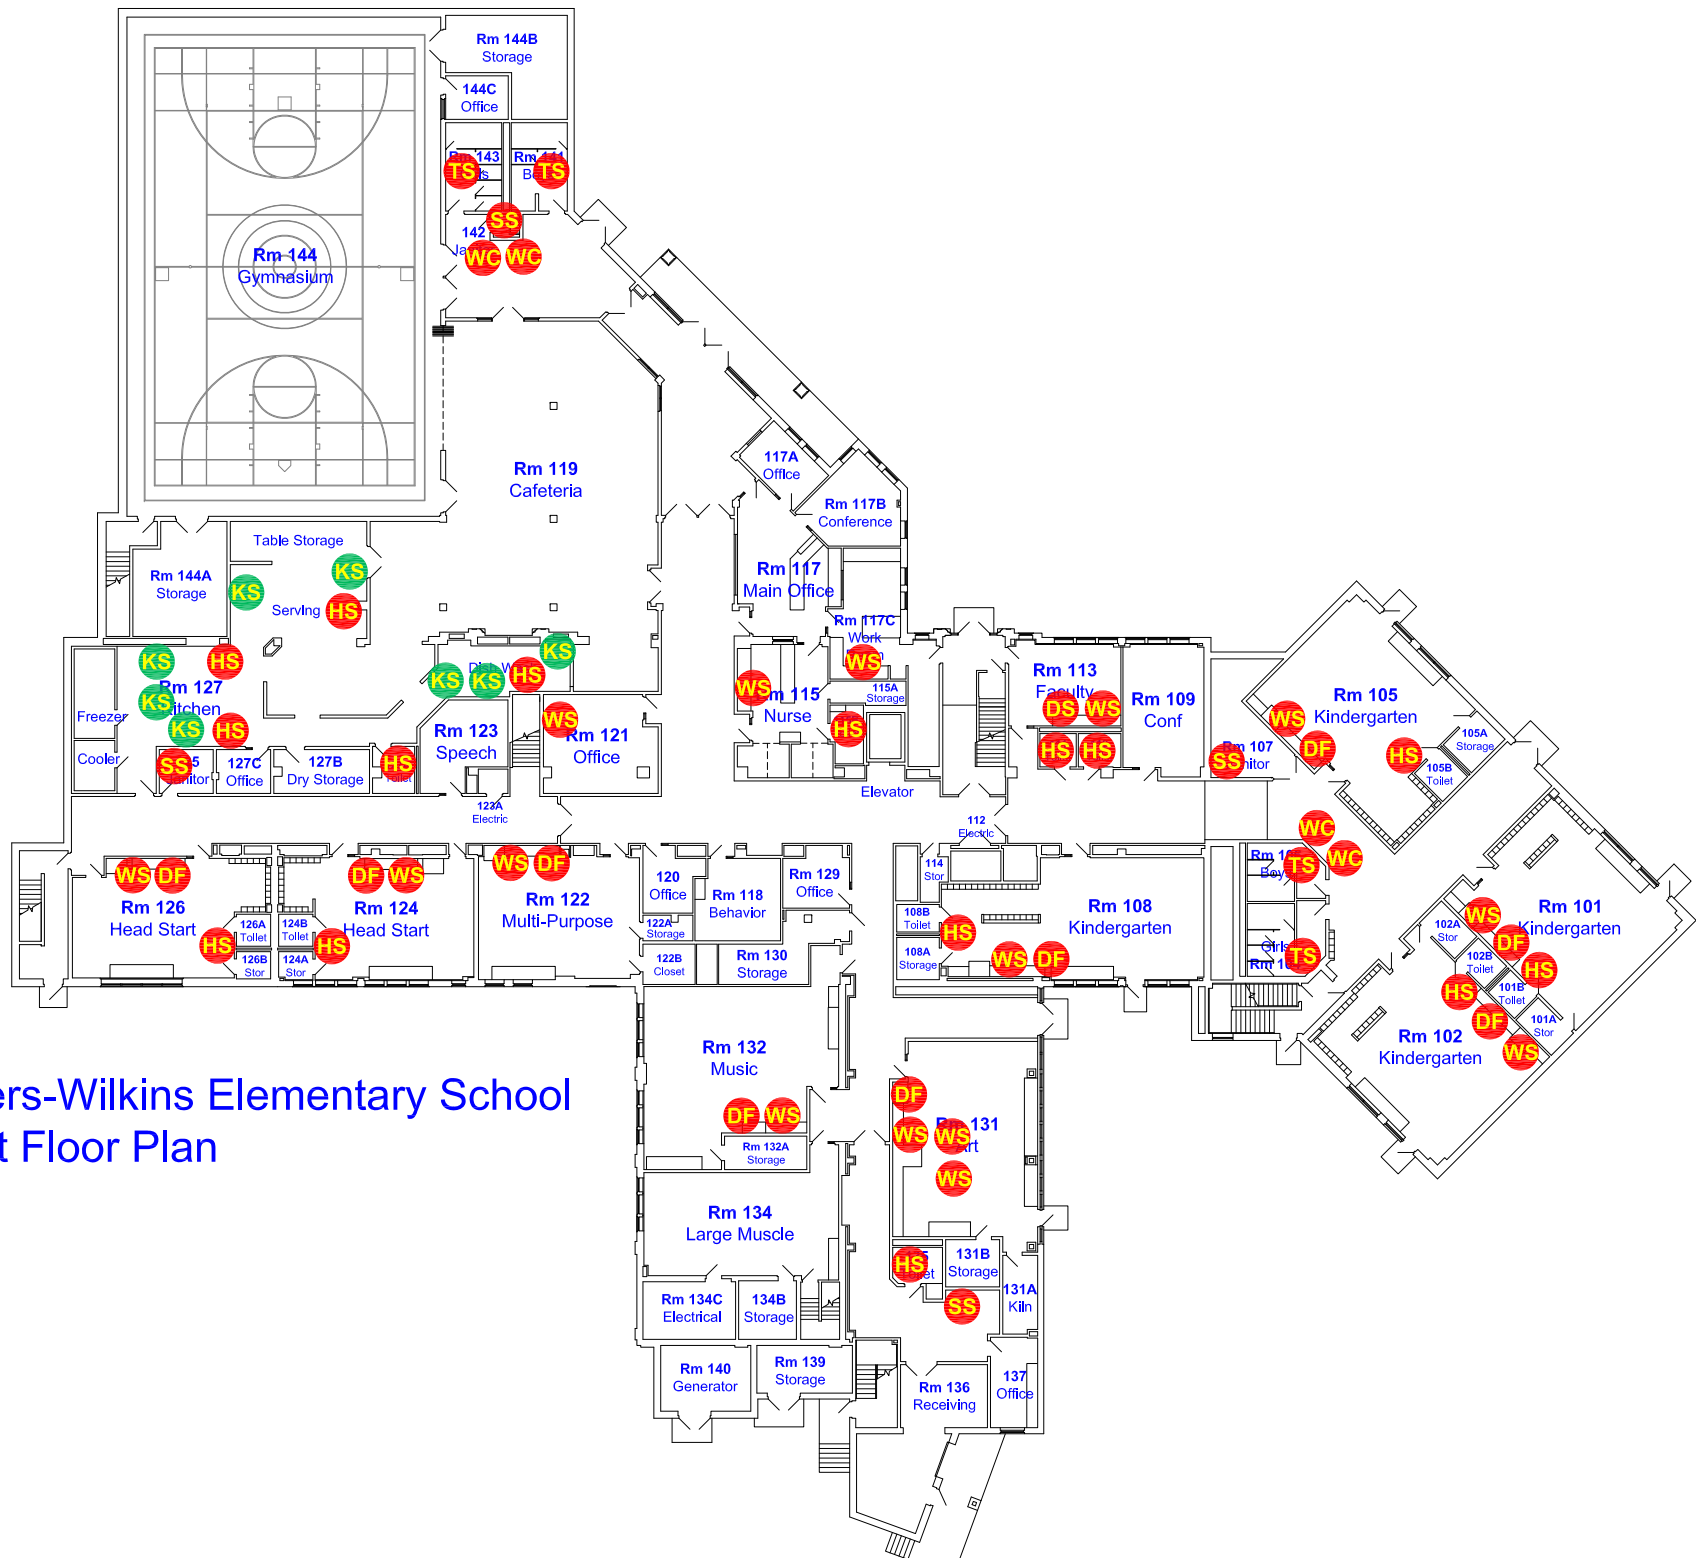 Rm 144B
Storage
144C
Office
Rm 143
TS
TS
SS
142
WC
WC
Rm 144
Gymnasium
Rm 119
Cafeteria
117A
Office
Rm 117B
Conference
Table Storage
KS
KS
Rm 144A
Storage
Serving
HS
Rm 117
Main Office
Rm 117C
Work
WS
KS
HS
KS
Rm 127
KS
HS
Freezer
Cooler
KS
KS
KS
HS
Rm 123
Speech
WS
Rm 121
Office
WS
115
Nurse
115A
Storage
HS
Elevator
Rm 113
Faculty
DS
WS
HS
HS
Rm 109
Conf
SS
127C
Office
127B
Dry Storage
HS
123A
Electric
112
Electric
Rm 105
Kindergarten
WS
DF
HS
105A
Storage
105B
Toilet
107
SS
WC
WC
TS
Boys
Girls
TS
WS
DF
Rm 126
Head Start
HS
126A
Toilet
126B
Stor
124B
Toilet
124A
Stor
DF
WS
Rm 124
Head Start
HS
WS
DF
Rm 122
Multi-Purpose
120
Office
122A
Storage
122B
Closet
Rm 118
Behavior
Rm 129
Office
Rm 130
Storage
114
Stor
108B
Toilet
108A
Storage
HS
Rm 108
Kindergarten
WS
DF
Rm 101
Kindergarten
WS
DF
HS
102A
Stor
102B
Toilet
101B
Toilet
101A
Stor
HS
DF
WS
Rm 102
Kindergarten
Rm 132
Music
DF
WS
Rm 132A
Storage
ers-Wilkins Elementary School
t Floor Plan
DF
WS
WS
WS
131
Rm 134
Large Muscle
Rm 134C
Electrical
134B
Storage
HS
131B
Storage
131A
Kiln
SS
Rm 140
Generator
Rm 139
Storage
Rm 136
Receiving
137
Office